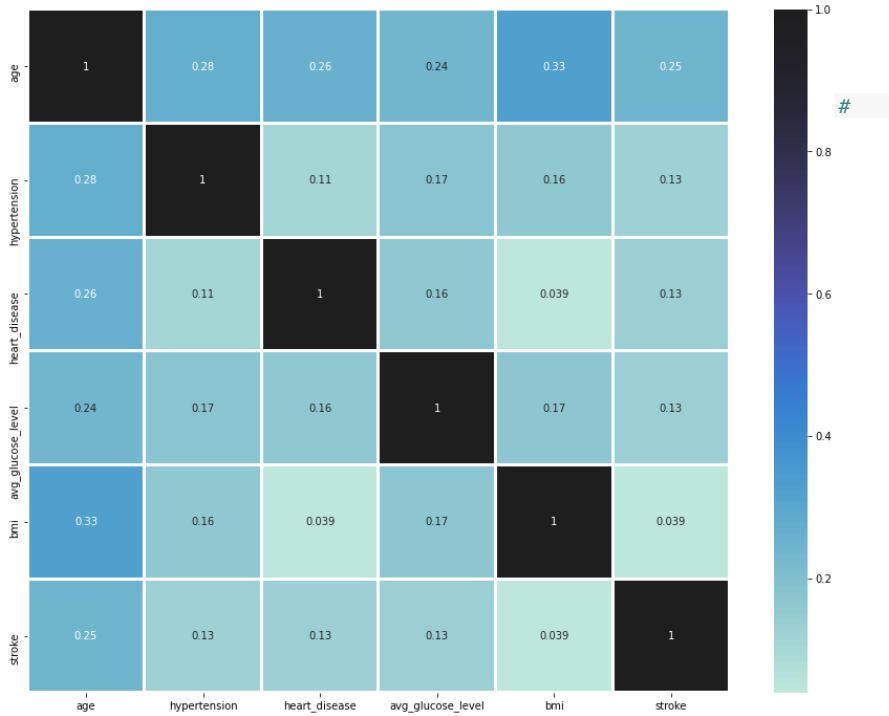 age 1 0.28 0.26 0.24 0.33 0.25
hypertension 0.28 1 0.11 0.17 0.16 0.13
heart_disease 0.26 0.11 1 0.16 0.039 0.13
avg_glucose_level 0.24 0.17 0.16 1 0.17 0.13
bmi 0.33 0.16 0.039 0.17 1 0.039
stroke 0.25 0.13 0.13 0.13 0.039 1
age hypertension heart_disease avg_glucose_level bmi stroke
1.0
#
0.8
0.6
0.4
0.2